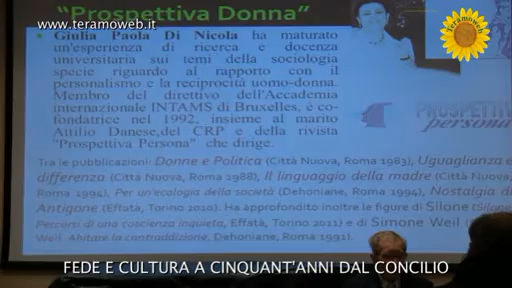 www.teramoweb.it
Teramoweb
“Prospettiva Donna”
• Giulia Paola Di Nicola ha maturato
un'esperienza di ricerca e docenza
universitaria sui temi della sociologia
specie riguardo al rapporto con il
personalismo e la reciprocità uomo-donna.
Membro del direttivo dell'Accademia
internazionale INTAMS di Bruxelles, è co-
fondatrice nel 1992, insieme al marito
Attilio Danese,del CRP e della rivista
"Prospettiva Persona" che dirige.
PROSPETTIV
persona
Tra le pubblicazioni: Donne e Politica (Città Nuova, Roma 1983), Uguaglianza e
differenza (Città Nuova, Roma 1988), Il linguaggio della madre (Città Nuova,
Roma 1994), Per un'ecologia della società (Dehoniane, Roma 1994), Nostalgia di
Antigone (Effatà, Torino 2010). Ha approfondito inoltre le figure di Silone (Silone
Percorsi di una coscienza inquieta, Effatà, Torino 2011) e di Simone Weil (
Weil. Abitare la contraddizione, Dehoniane, Roma 1991).
FEDE E CULTURA A CINQUANT'ANNI DAL CONCILIO